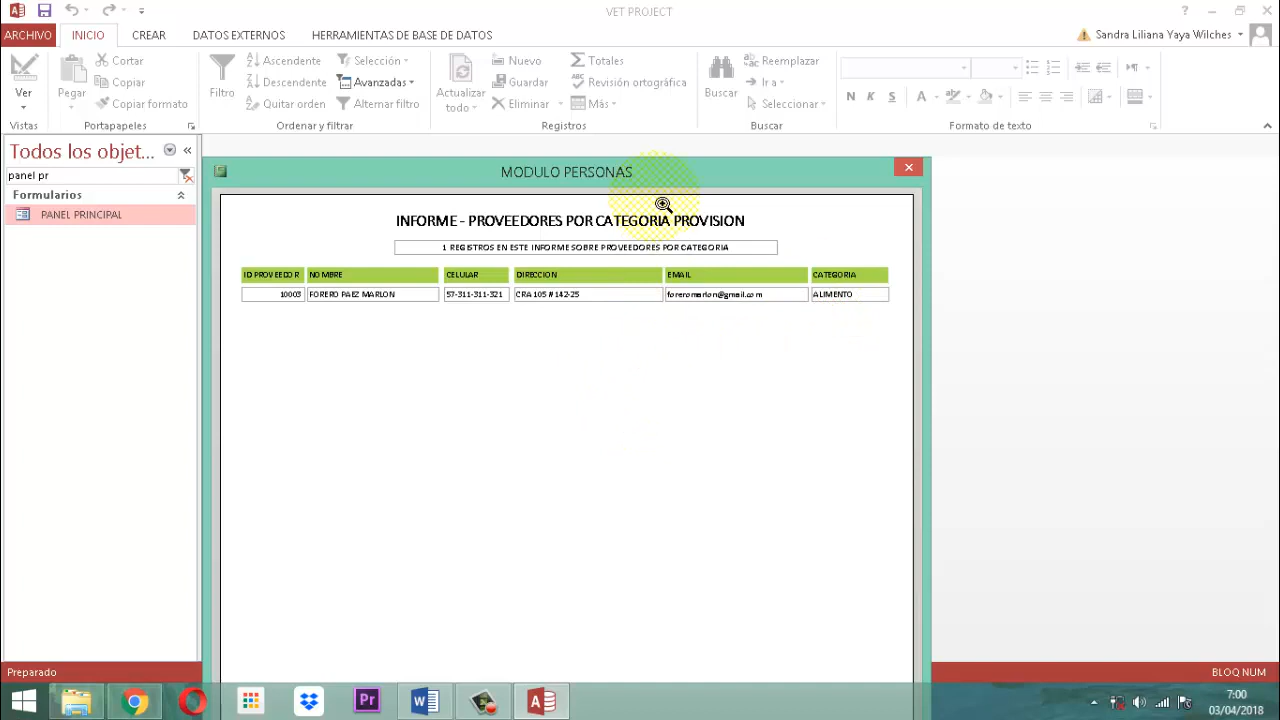 VET PROJECT
ARCHIVO INICIO CREAR DATOS EXTERNOS HERRAMIENTAS DE BASE DE DATOS Sandra Liliana Yaya Wilches
Ver
Vistas
Pegar
Cortar
Copiar
Copiar formato
Portapapeles
Filtro
Ascendente
Descendente
Quitar or
Selección
Avanzadas
mar filtro
Ordenar y filtrar
Actualizar
todo
Nuevo
Guardar
Eliminar
Totales
Revisión ortográfica
Más
Registros
Buscar
Reemplazar
Ir a
Buscar
N K S
Formato de texto
Todos los objet...
panel pr
Formularios
PANEL PRINCIPAL
MODULO PERSONAS
INFORME - PROVEEDORES POR CATEGORIA PROVISION
1 REGISTROS EN ESTE INFORME SOBRE PROVEEDORES POR CATEGORIA
ID PROVEEDOR NOMBRE CELULAR DIRECCION EMAIL CATEGORIA
10003 FORERO PAEZ MARLON 57-311-311-321 CRA 105 # 142-25 foreromarlon@gmail.com ALIMENTO
Preparado
BLOQ NUM
7:00
03/04/2018